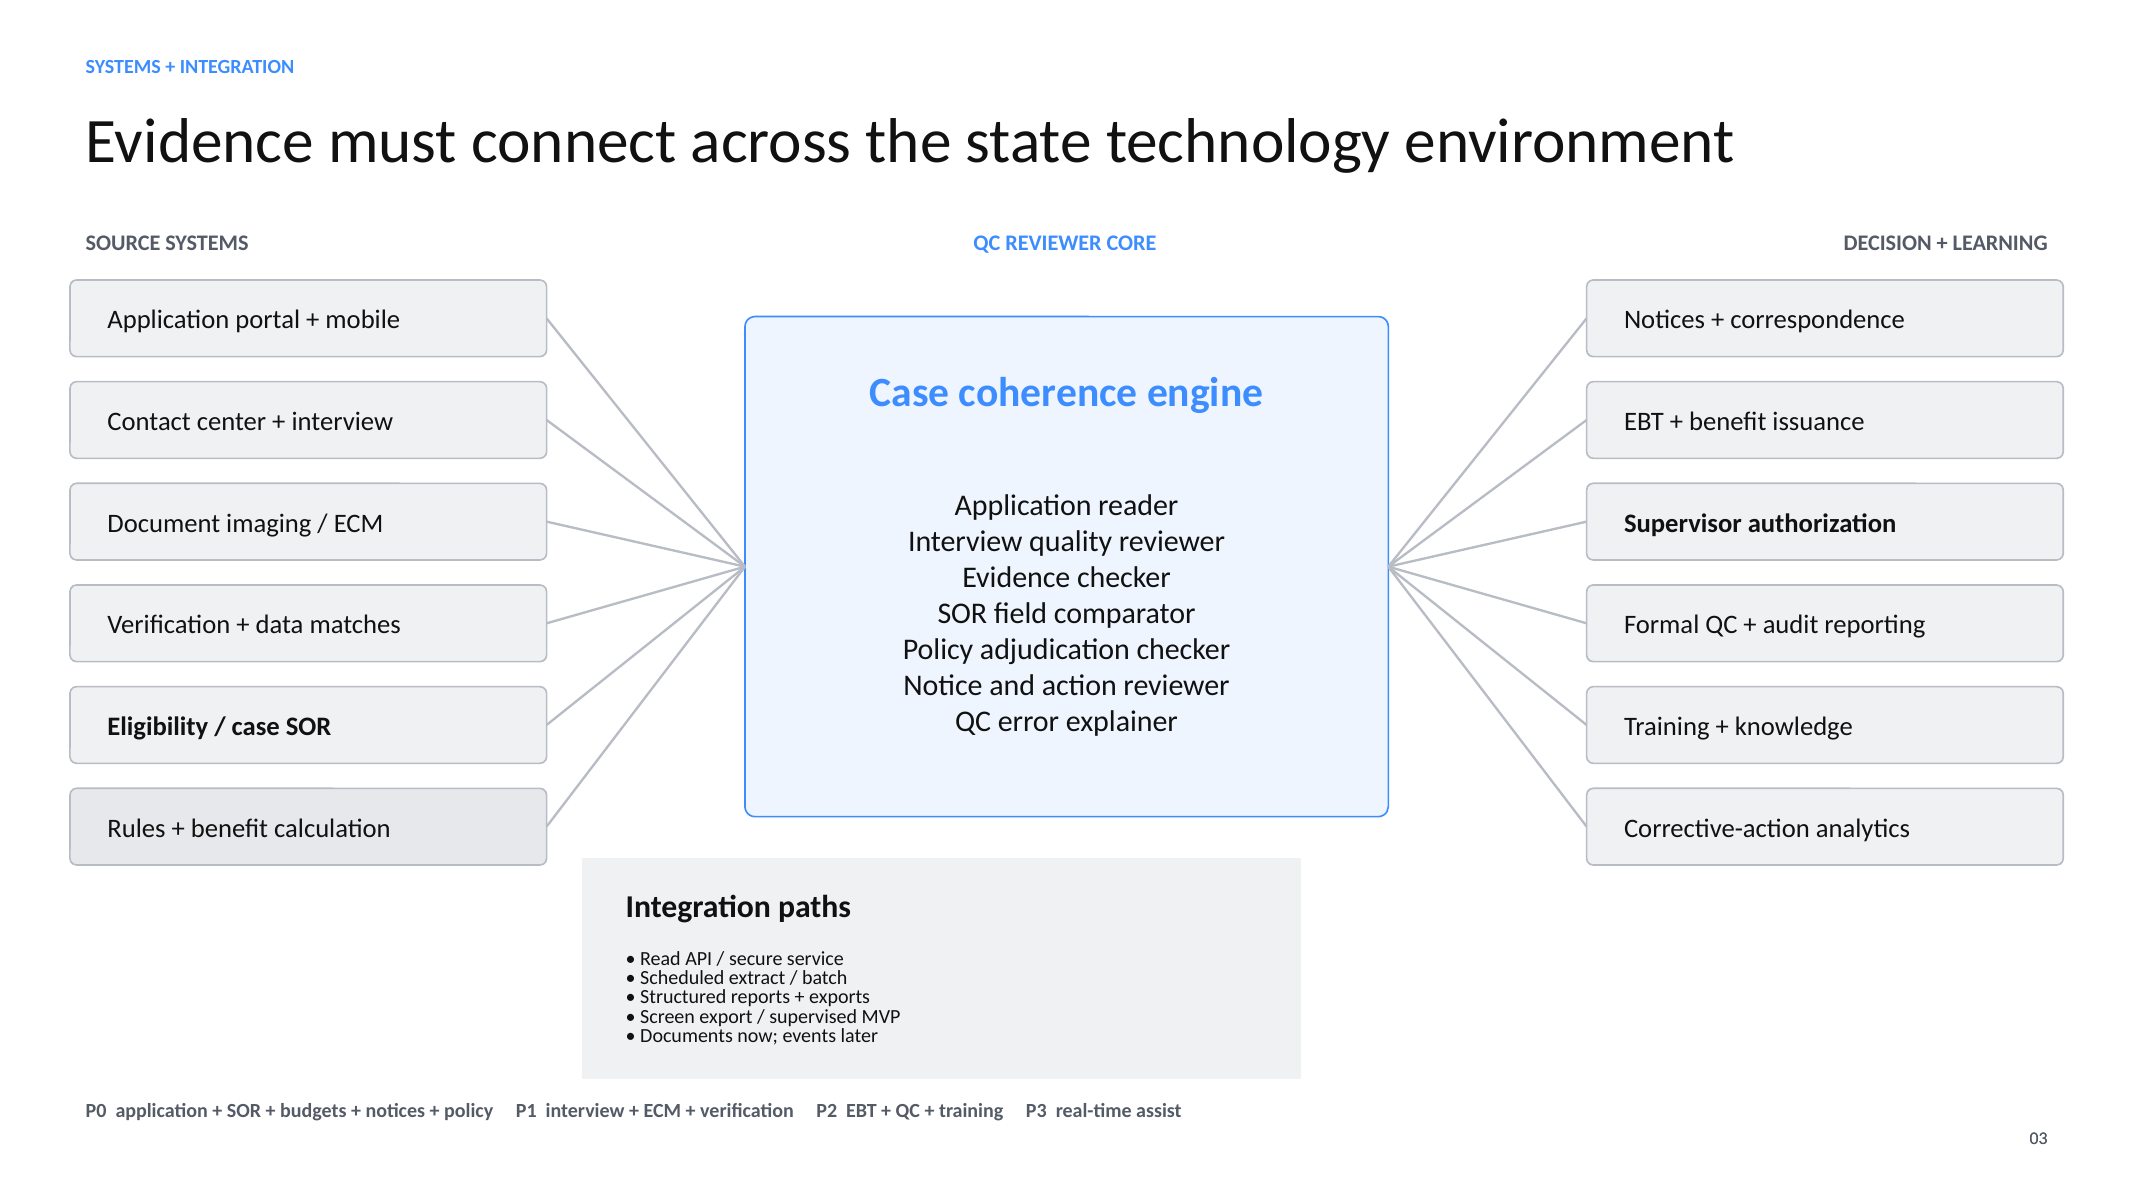 SYSTEMS + INTEGRATION
Evidence must connect across the state technology environment
SOURCE SYSTEMS
Application portal + mobile
Contact center + interview
Document imaging / ECM
Verification + data matches
Eligibility / case SOR
Rules + benefit calculation
QC REVIEWER CORE
Case coherence engine
Application reader
Interview quality reviewer
Evidence checker
SOR field comparator
Policy adjudication checker
Notice and action reviewer
QC error explainer
DECISION + LEARNING
Notices + correspondence
EBT + benefit issuance
Supervisor authorization
Formal QC + audit reporting
Training + knowledge
Corrective-action analytics
Integration paths
• Read API / secure service
• Scheduled extract / batch
• Structured reports + exports
• Screen export / supervised MVP
• Documents now; events later
P0 application + SOR + budgets + notices + policy P1 interview + ECM + verification P2 EBT + QC + training P3 real-time assist
03